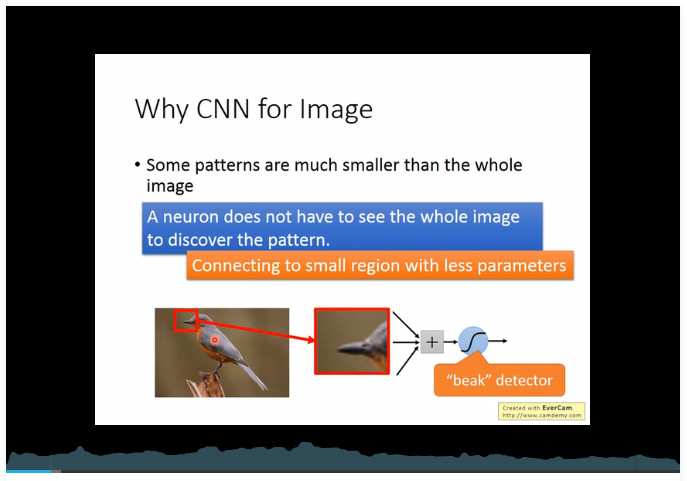 Why CNN for Image
• Some patterns are much smaller than the whole
image
A neuron does not have to see the whole image
to discover the pattern.
Connecting to small region with less parameters
+
“beak” detector
Created with EverCam.
http://www.camdemy.com